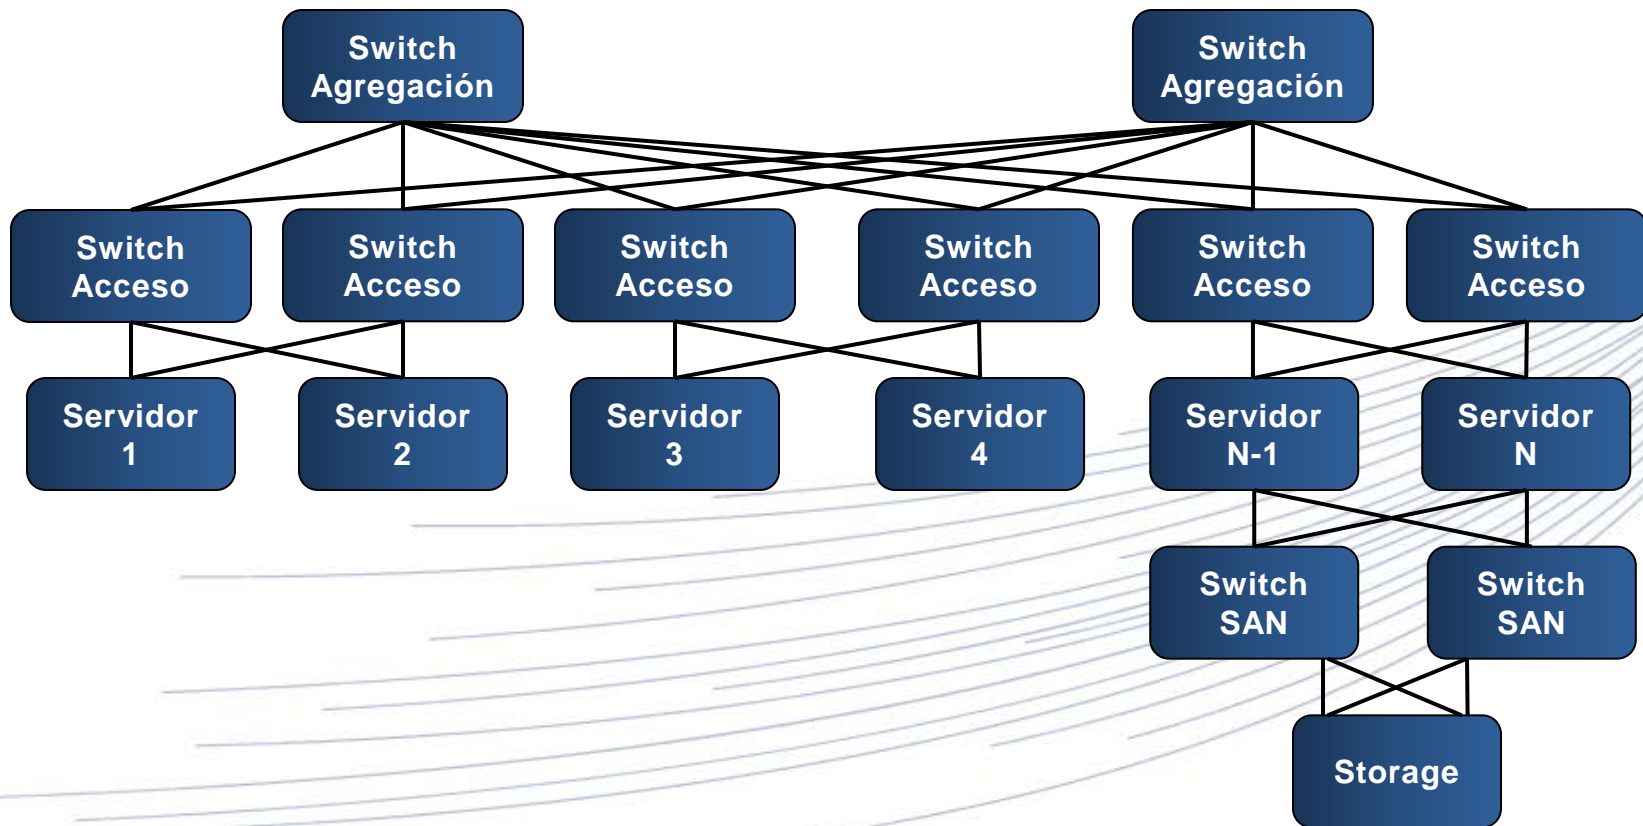 Switch
Agregación
Switch
Agregación
Switch
Acceso
Switch
Acceso
Switch
Acceso
Switch
Acceso
Switch
Acceso
Switch
Acceso
Servidor
1
Servidor
2
Servidor
3
Servidor
4
Servidor
N-1
Servidor
N
Switch
SAN
Switch
SAN
Storage